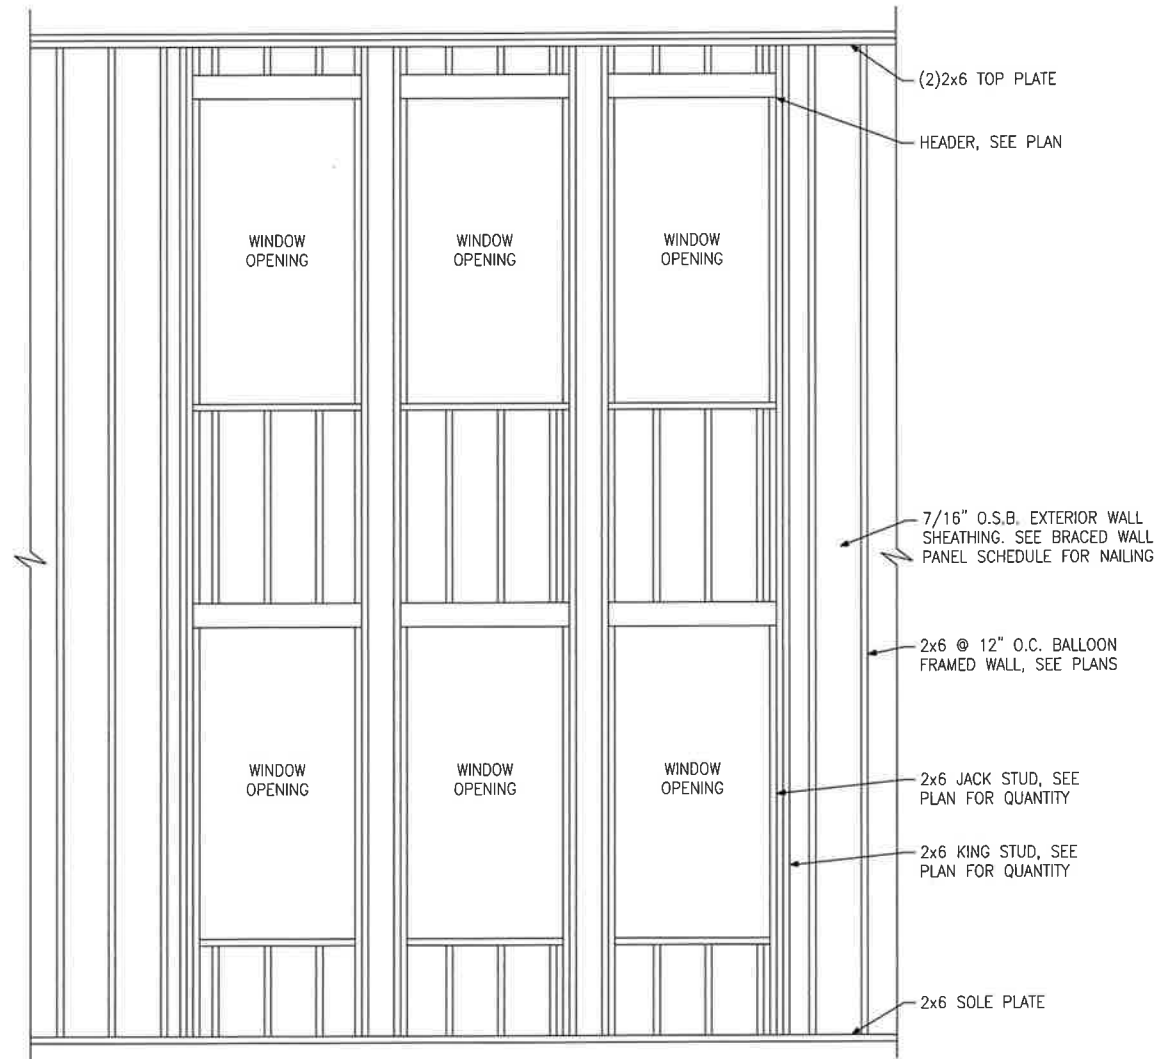 (2)2x6 TOP PLATE
HEADER, SEE PLAN
WINDOW
OPENING
WINDOW
OPENING
WINDOW
OPENING
7/16" O.S.B. EXTERIOR WALL
SHEATHING. SEE BRACED WALL
PANEL SCHEDULE FOR NAILING
2x6 @ 12" O.C. BALLOON
FRAMED WALL, SEE PLANS
WINDOW
OPENING
WINDOW
OPENING
WINDOW
OPENING
2x6 JACK STUD, SEE
PLAN FOR QUANTITY
2x6 KING STUD, SEE
PLAN FOR QUANTITY
2x6 SOLE PLATE